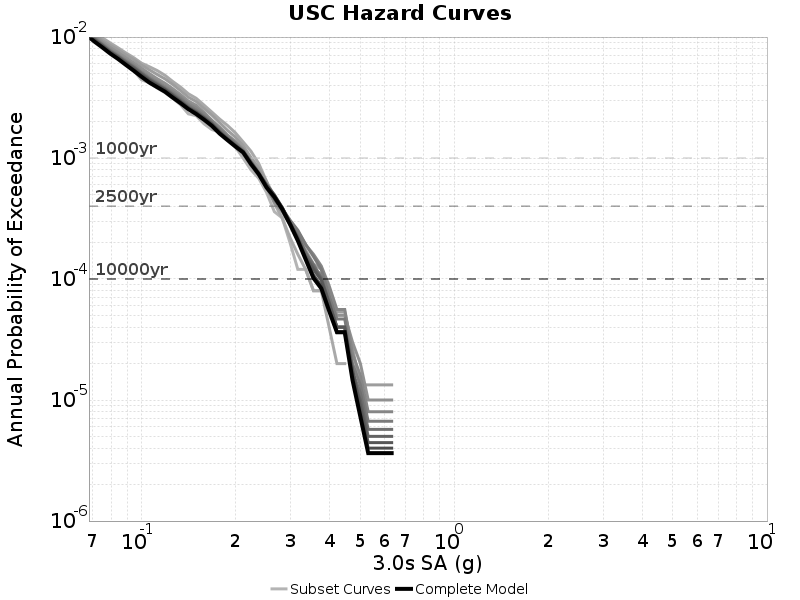 USC Hazard Curves
Annual Probability of Exceedance
10-2
10-3
10-4
10-5
10-6
1000yr
2500yr
10000yr
7 10-1 2 3 4 5 6 7 100 2 3 4 5 6 7 101
3.0s SA (g)
Subset Curves Complete Model